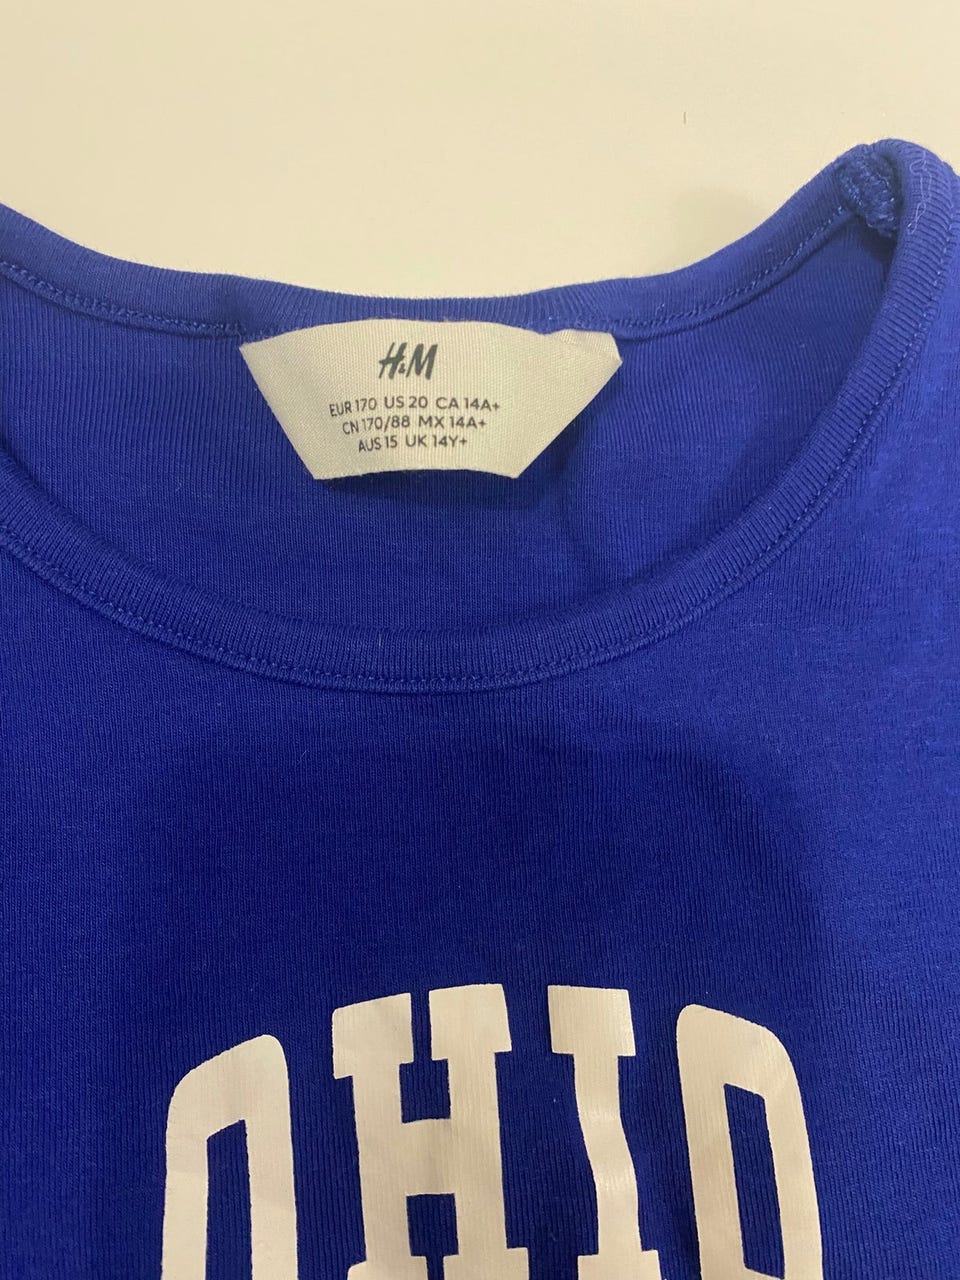 H&M
EUR 170 US 20 CA 14A+
CN 170/88 MX 14A+
AUS 15 UK 14Y+
OHIO